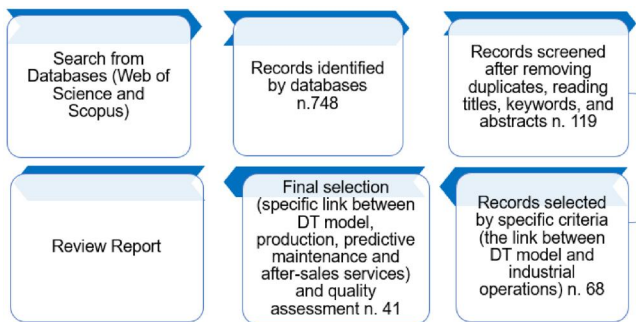 Search from
Databases (Web of
Science and
Scopus)
Records identified
by databases
n.748
Records screened
after removing
duplicates, reading
titles, keywords, and
abstracts n. 119
Records selected
by specific criteria
(the link between
DT model and
industrial
operations) n. 68
Final selection
(specific link between
DT model,
production, predictive
maintenance and
after-sales services)
and quality
assessment n. 41
Review Report